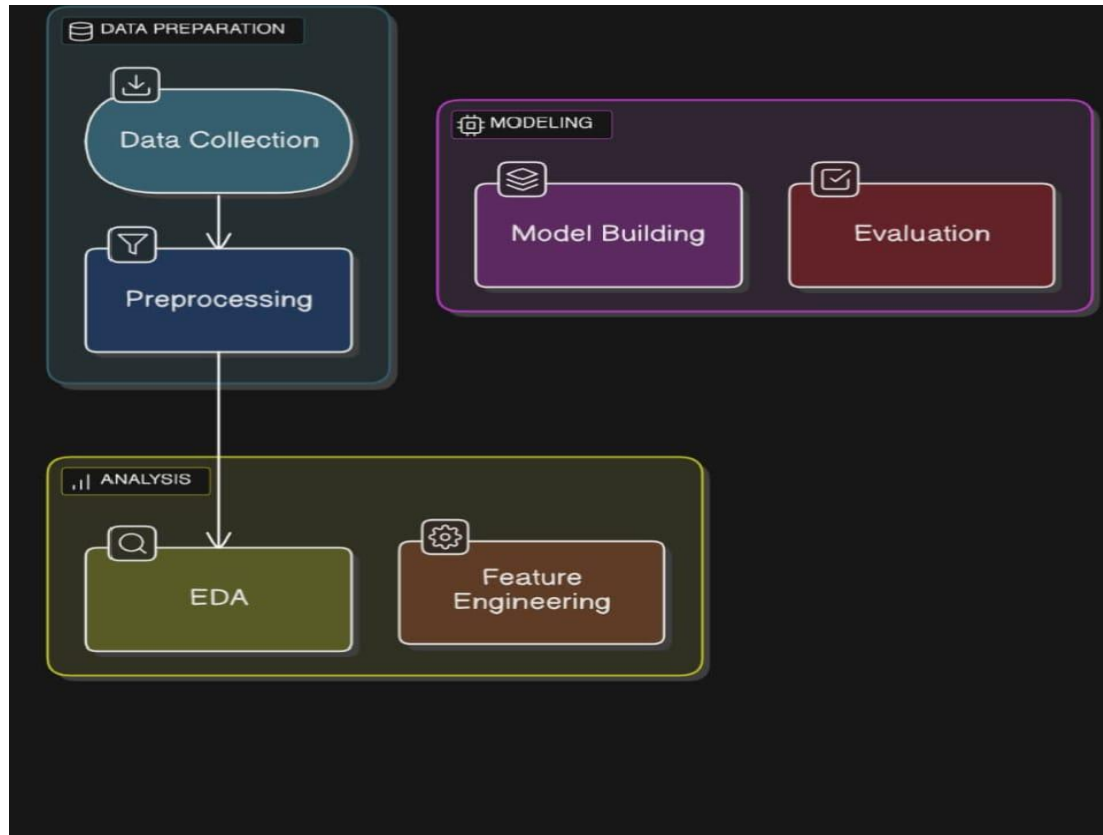 DATA PREPARATION
Data Collection
Preprocessing
MODELING
Model Building
Evaluation
ANALYSIS
EDA
Feature
Engineering